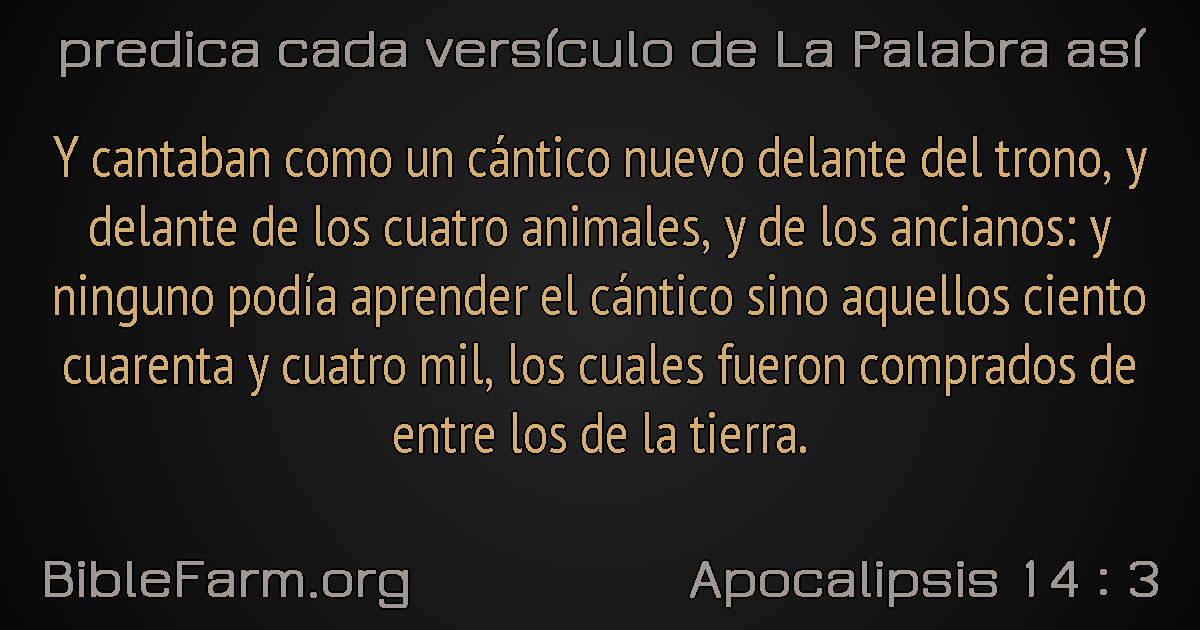 predica cada versículo de La Palabra así
Y cantaban como un cántico nuevo delante del trono, y
delante de los cuatro animales, y de los ancianos: y
ninguno podía aprender el cántico sino aquellos ciento
cuarenta y cuatro mil, los cuales fueron comprados de
entre los de la tierra.
BibleFarm.org
Apocalipsis 14 : 3